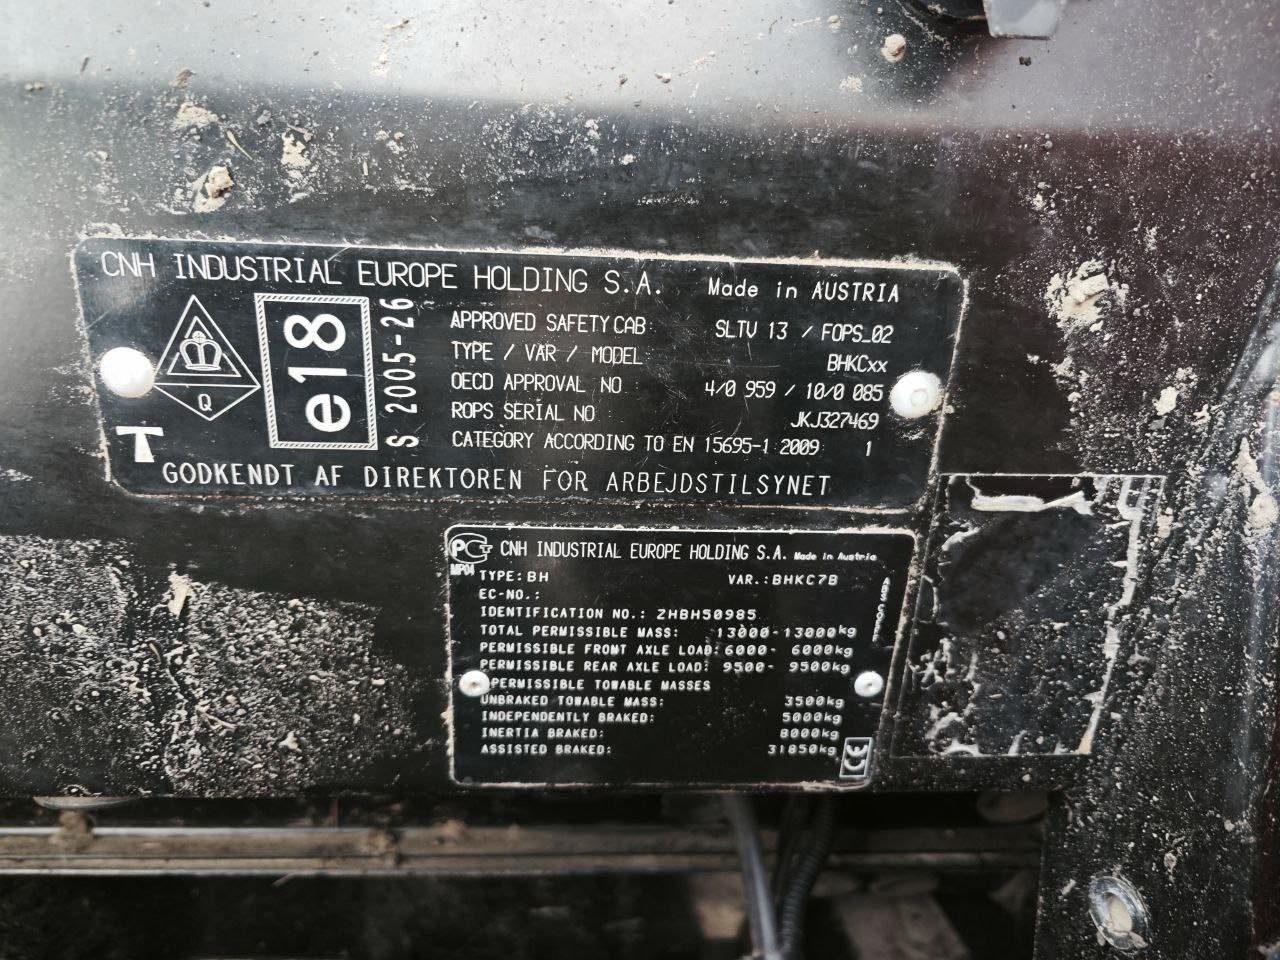 CNH INDUSTRIAL EUROPE HOLDING S.A. Made in AUSTRIA
APPROVED SAFETY CAB: SLTV 13 / FOPS_02
TYPE / VAR / MODEL: BHKCxx
OECD APPROVAL NO : 4/0 959 / 10/0 085
ROPS SERIAL NO : JKJ327469
CATEGORY ACCORDING TO EN 15695-1:2009: 1
Q
e18
S 2005-26
T
GODKENDT AF DIREKTOREN FOR ARBEJDSTILSYNET
PCT CNH INDUSTRIAL EUROPE HOLDING S.A. Made in Austria
MP04
TYPE: BH VAR.: BHKC7B
EC-NO.:
IDENTIFICATION NO.: ZHBH50985
TOTAL PERMISSIBLE MASS: 13000-13000kg
PERMISSIBLE FROMT AXLE LOAD: 6000- 6000kg
PERMISSIBLE REAR AXLE LOAD: 9500- 9500kg
PERMISSIBLE TOWABLE MASSES
UNBRAKED TOWABLE MASS: 3500kg
INDEPENDENTLY BRAKED: 5000kg
INERTIA BRAKED: 8000kg
ASSISTED BRAKED: 31850kg
CE